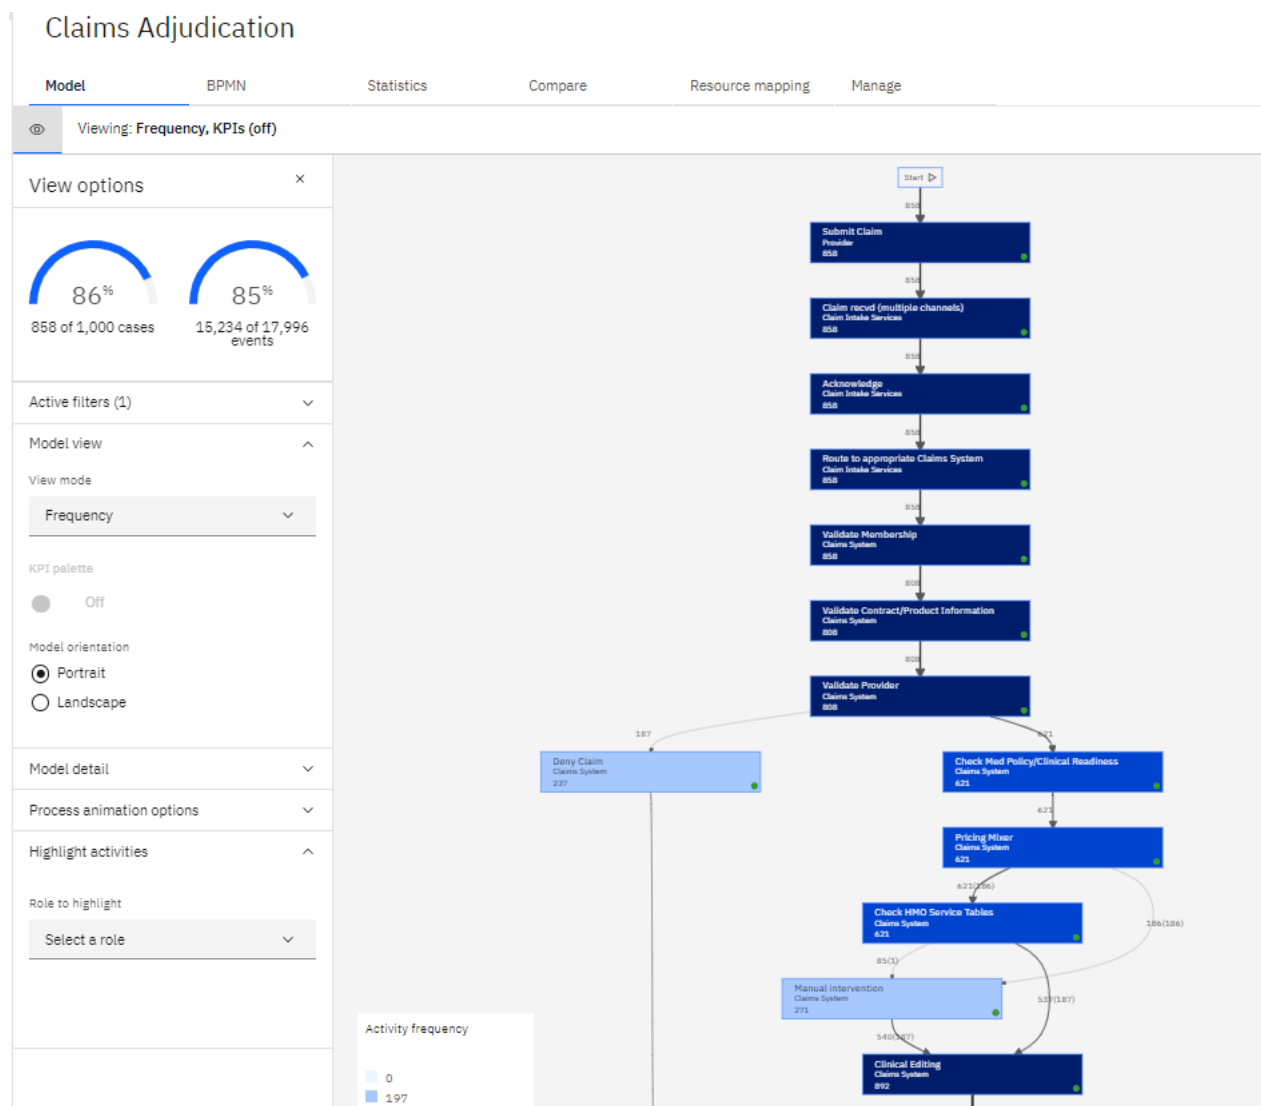 Claims Adjudication
Model BPMN Statistics Compare Resource mapping Manage
Viewing: Frequency, KPIs (off)
View options
86%
858 of 1,000 cases
85%
15,234 of 17,996
events
Active filters (1)
Model view
View mode
Frequency
KPI palette
Off
Model orientation
Portrait
Landscape
Model detail
Process animation options
Highlight activities
Role to highlight
Select a role
Start
858
Submit Claim
Provider
858
858
Claim recvd (multiple channels)
Claim Intake Services
858
858
Acknowledge
Claim Intake Services
858
858
Route to appropriate Claims System
Claim Intake Services
858
858
Validate Membership
Claims System
858
808
Validate Contract/Product Information
Claims System
808
808
Validate Provider
Claims System
808
187
621
Deny Claim
Claims System
237
Check Med Policy/Clinical Readiness
Claims System
621
621
Pricing Mixer
Claims System
621
621(186)
186(186)
Check HMO Service Tables
Claims System
621
85(1)
537(187)
Manual intervention
Claims System
271
540(187)
Clinical Editing
Claims System
892
Activity frequency
0
197